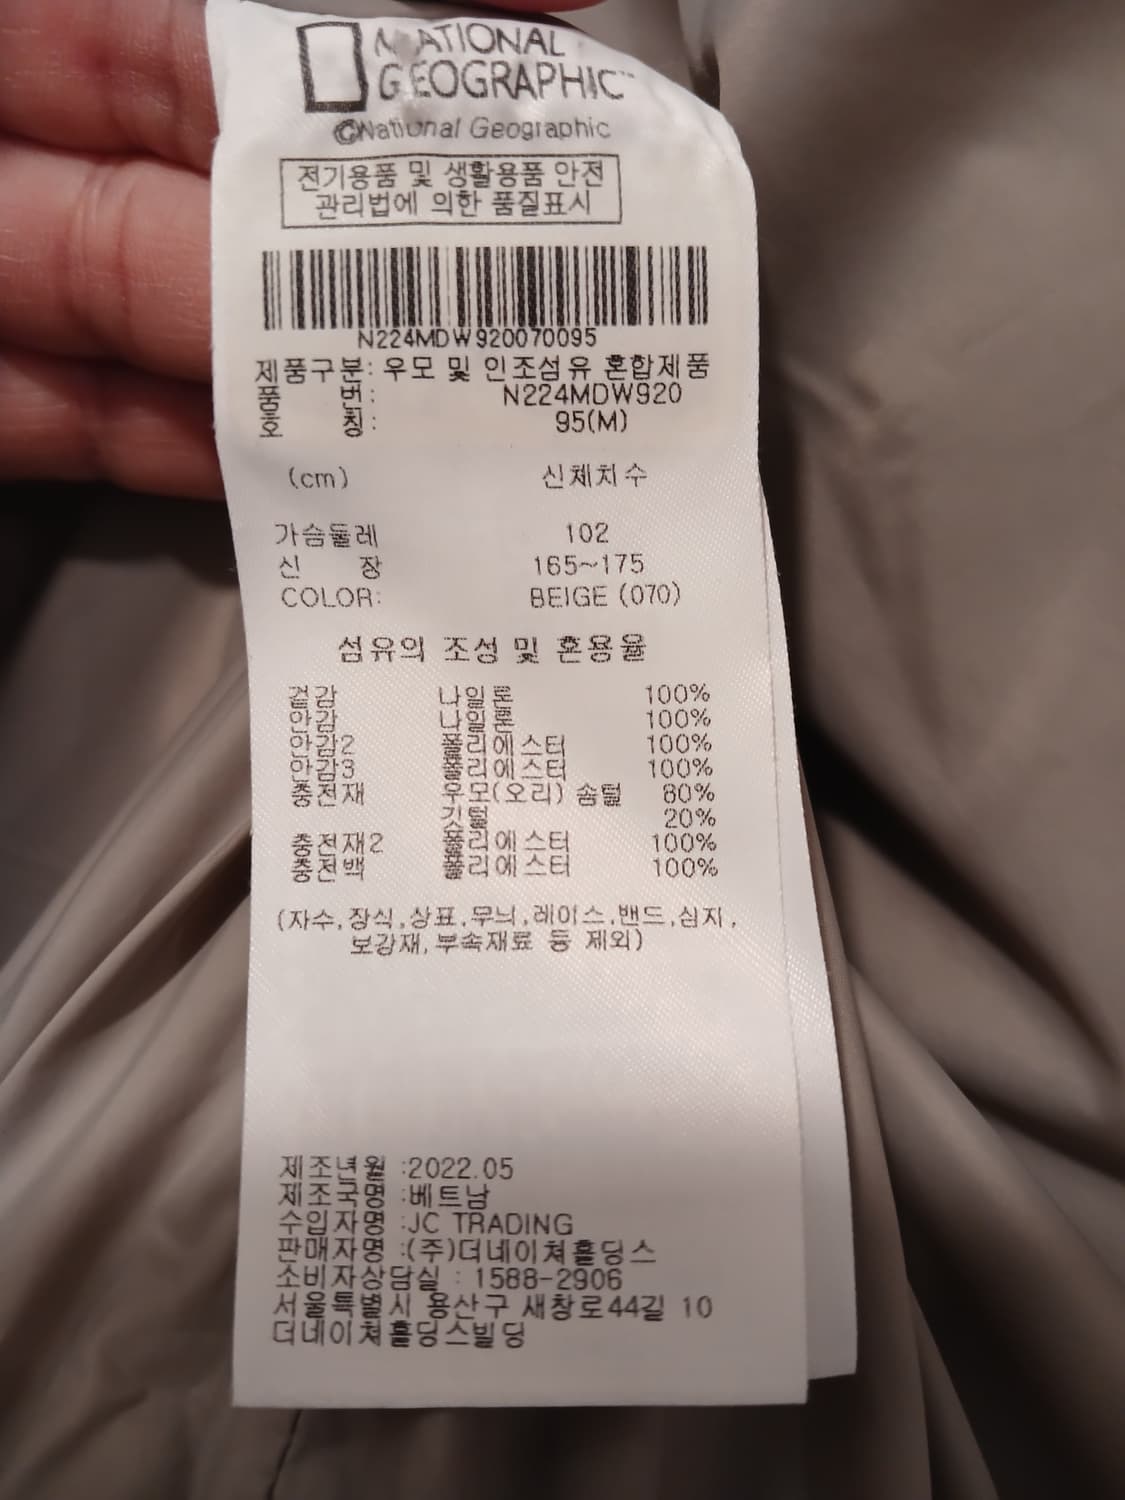 NATIONAL
GEOGRAPHIC™
©National Geographic
전기용품 및 생활용품 안전
관리법에 의한 품질표시
N224MDW920070095
제품구분: 우모 및 인조섬유 혼합제품
품 번: N224MDW920
호 칭: 95(M)
(cm) 신체치수
가슴둘레 102
신 장 165~175
COLOR: BEIGE (070)
섬유의 조성 및 혼용율
겉감 나일론 100%
안감 나일론 100%
안감2 폴리에스터 100%
안감3 폴리에스터 100%
충전재 우모(오리) 솜털 80%
깃털 20%
충전재2 폴리에스터 100%
충전백 폴리에스터 100%
(자수,장식,상표,무늬,레이스,밴드,심지,
보강재,부속재료 등 제외)
제조년월 :2022.05
제조국명 :베트남
수입자명 :JC TRADING
판매자명 :(주)더네이쳐홀딩스
소비자상담실 : 1588-2906
서울특별시 용산구 새창로44길 10
더네이쳐홀딩스빌딩